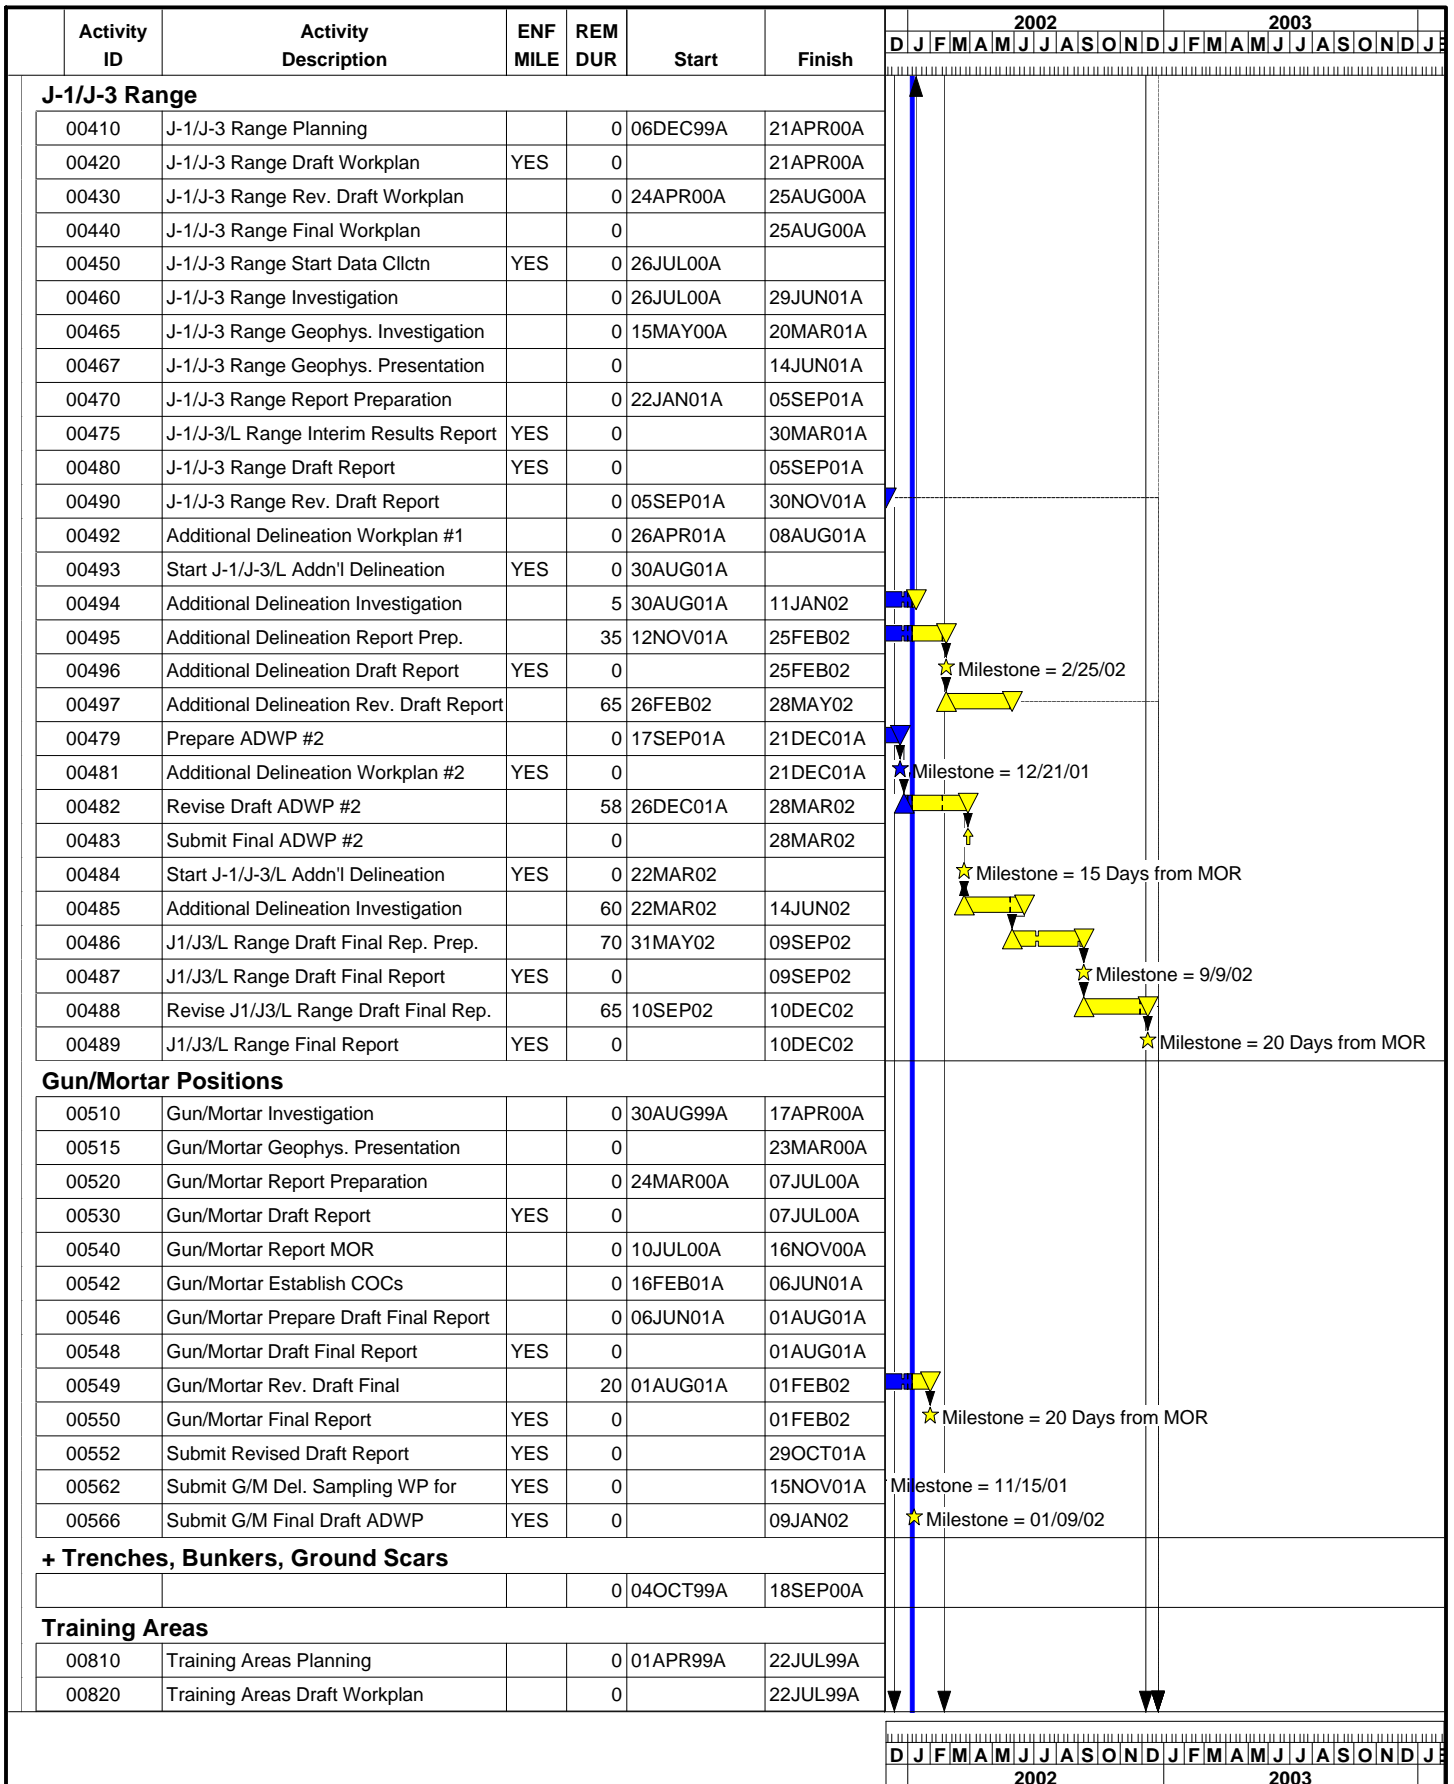 Activity ID Activity Description ENF MILE REM DUR Start Finish
2002 2003
D J F M A M J J A S O N D J F M A M J J A S O N D J
J-1/J-3 Range
00410 J-1/J-3 Range Planning 0 06DEC99A 21APR00A
00420 J-1/J-3 Range Draft Workplan YES 0 21APR00A
00430 J-1/J-3 Range Rev. Draft Workplan 0 24APR00A 25AUG00A
00440 J-1/J-3 Range Final Workplan 0 25AUG00A
00450 J-1/J-3 Range Start Data Cllctn YES 0 26JUL00A
00460 J-1/J-3 Range Investigation 0 26JUL00A 29JUN01A
00465 J-1/J-3 Range Geophys. Investigation 0 15MAY00A 20MAR01A
00467 J-1/J-3 Range Geophys. Presentation 0 14JUN01A
00470 J-1/J-3 Range Report Preparation 0 22JAN01A 05SEP01A
00475 J-1/J-3/L Range Interim Results Report YES 0 30MAR01A
00480 J-1/J-3 Range Draft Report YES 0 05SEP01A
00490 J-1/J-3 Range Rev. Draft Report 0 05SEP01A 30NOV01A
00492 Additional Delineation Workplan #1 0 26APR01A 08AUG01A
00493 Start J-1/J-3/L Addn'l Delineation YES 0 30AUG01A
00494 Additional Delineation Investigation 5 30AUG01A 11JAN02
00495 Additional Delineation Report Prep. 35 12NOV01A 25FEB02
00496 Additional Delineation Draft Report YES 0 25FEB02 Milestone = 2/25/02
00497 Additional Delineation Rev. Draft Report 65 26FEB02 28MAY02
00479 Prepare ADWP #2 0 17SEP01A 21DEC01A
00481 Additional Delineation Workplan #2 YES 0 21DEC01A Milestone = 12/21/01
00482 Revise Draft ADWP #2 58 26DEC01A 28MAR02
00483 Submit Final ADWP #2 0 28MAR02
00484 Start J-1/J-3/L Addn'l Delineation YES 0 22MAR02 Milestone = 15 Days from MOR
00485 Additional Delineation Investigation 60 22MAR02 14JUN02
00486 J1/J3/L Range Draft Final Rep. Prep. 70 31MAY02 09SEP02
00487 J1/J3/L Range Draft Final Report YES 0 09SEP02 Milestone = 9/9/02
00488 Revise J1/J3/L Range Draft Final Rep. 65 10SEP02 10DEC02
00489 J1/J3/L Range Final Report YES 0 10DEC02 Milestone = 20 Days from MOR
Gun/Mortar Positions
00510 Gun/Mortar Investigation 0 30AUG99A 17APR00A
00515 Gun/Mortar Geophys. Presentation 0 23MAR00A
00520 Gun/Mortar Report Preparation 0 24MAR00A 07JUL00A
00530 Gun/Mortar Draft Report YES 0 07JUL00A
00540 Gun/Mortar Report MOR 0 10JUL00A 16NOV00A
00542 Gun/Mortar Establish COCs 0 16FEB01A 06JUN01A
00546 Gun/Mortar Prepare Draft Final Report 0 06JUN01A 01AUG01A
00548 Gun/Mortar Draft Final Report YES 0 01AUG01A
00549 Gun/Mortar Rev. Draft Final 20 01AUG01A 01FEB02
00550 Gun/Mortar Final Report YES 0 01FEB02 Milestone = 20 Days from MOR
00552 Submit Revised Draft Report YES 0 29OCT01A
00562 Submit G/M Del. Sampling WP for YES 0 15NOV01A Milestone = 11/15/01
00566 Submit G/M Final Draft ADWP YES 0 09JAN02 Milestone = 01/09/02
+ Trenches, Bunkers, Ground Scars
0 04OCT99A 18SEP00A
Training Areas
00810 Training Areas Planning 0 01APR99A 22JUL99A
00820 Training Areas Draft Workplan 0 22JUL99A
D J F M A M J J A S O N D J F M A M J J A S O N D J
2002 2003